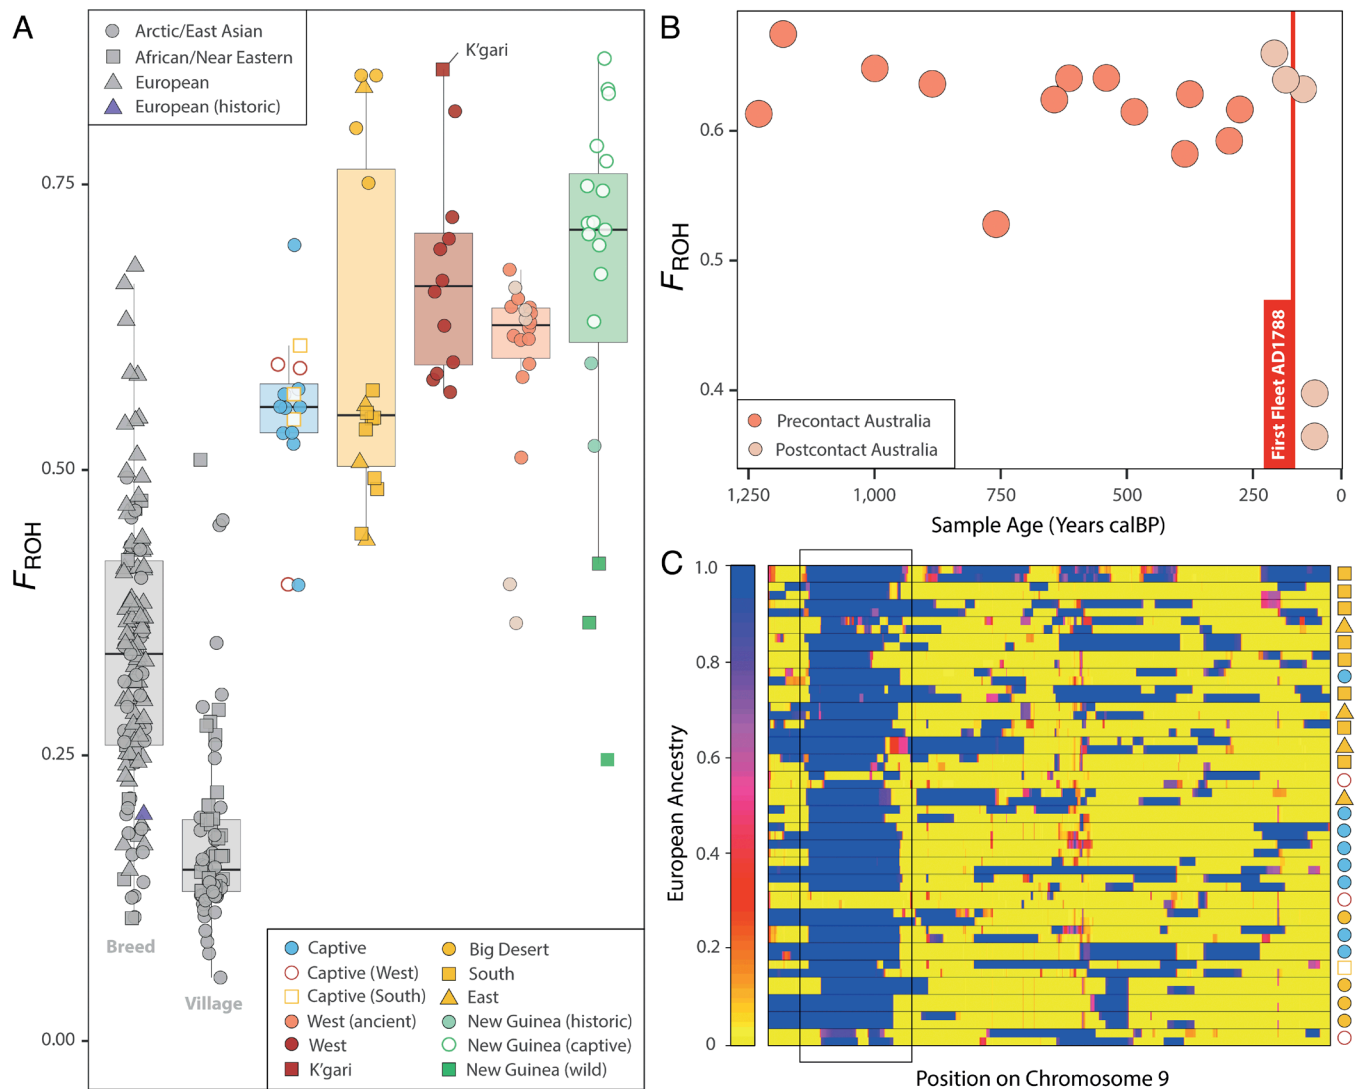 A
Arctic/East Asian
African/Near Eastern
European
European (historic)
K'gari
0.75
0.50
0.25
0.00
FROH
Breed
Village
Captive
Captive (West)
Captive (South)
West (ancient)
West
K'gari
Big Desert
South
East
New Guinea (historic)
New Guinea (captive)
New Guinea (wild)
B
0.6
0.5
0.4
FROH
First Fleet AD1788
Precontact Australia
Postcontact Australia
1,250
1,000
750
500
250
0
Sample Age (Years calBP)
C
1.0
0.8
0.6
0.4
0.2
0
European Ancestry
Position on Chromosome 9